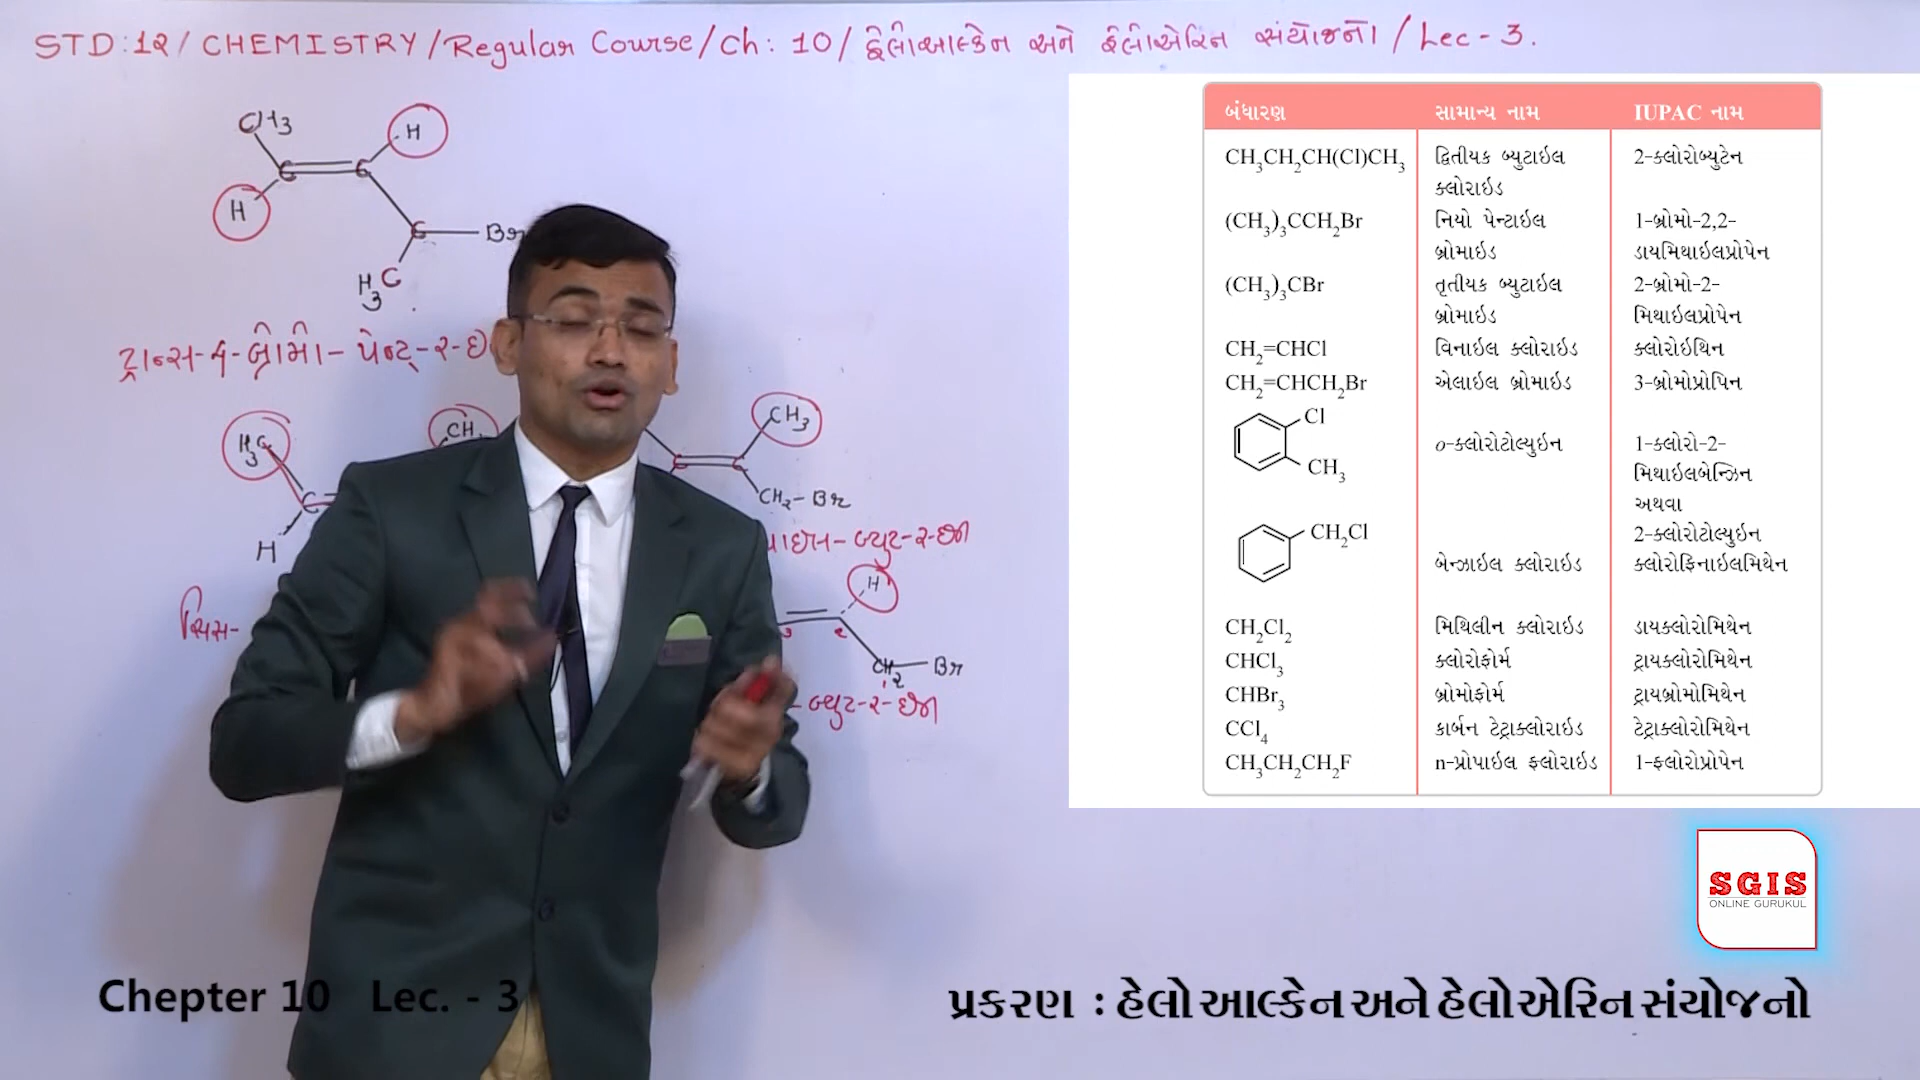 STD:12/CHEMISTRY/Regular Course/Ch: 10/હેલોઆલ્કેન અને હેલોએરિન સંયોજનો/Lec-3.
CH3
H
C
C
H
C
Br
H3C
ટ્રાન્સ-4-બ્રોમો-પેન્ટ્-2-ઇ
H3C
CH
CH3
C
CH2-Br
H
બ્યુટ-2-ઇન
સિસ-
H
3
2
CH2
Br
1
-બ્યુટ-2-ઇન
બંધારણ સામાન્ય નામ IUPAC નામ
CH3CH2CH(Cl)CH3 દ્વિતીયક બ્યુટાઇલ 2-ક્લોરોબ્યુટેન
ક્લોરાઇડ
(CH3)3CCH2Br નિયો પેન્ટાઇલ 1-બ્રોમો-2,2-
બ્રોમાઇડ ડાયમિથાઇલપ્રોપેન
(CH3)3CBr તૃતીયક બ્યુટાઇલ 2-બ્રોમો-2-
બ્રોમાઇડ મિથાઇલપ્રોપેન
CH2=CHCl વિનાઇલ ક્લોરાઇડ ક્લોરોઇથિન
CH2=CHCH2Br એલાઇલ બ્રોમાઇડ 3-બ્રોમોપ્રોપિન
Cl
o-ક્લોરોટોલ્યુઇન 1-ક્લોરો-2-
CH3 મિથાઇલબેન્ઝિન
અથવા
CH2Cl 2-ક્લોરોટોલ્યુઇન
બેન્ઝાઇલ ક્લોરાઇડ ક્લોરોફિનાઇલમિથેન
CH2Cl2 મિથિલીન ક્લોરાઇડ ડાયક્લોરોમિથેન
CHCl3 ક્લોરોફોર્મ ટ્રાયક્લોરોમિથેન
CHBr3 બ્રોમોફોર્મ ટ્રાયબ્રોમોમિથેન
CCl4 કાર્બન ટેટ્રાક્લોરાઇડ ટેટ્રાક્લોરોમિથેન
CH3CH2CH2F n-પ્રોપાઇલ ફ્લોરાઇડ 1-ફ્લોરોપ્રોપેન
SGIS
ONLINE GURUKUL
Chepter 10 Lec. - 3
પ્રકરણ : હેલોઆલ્કેન અને હેલોએરિન સંયોજનો